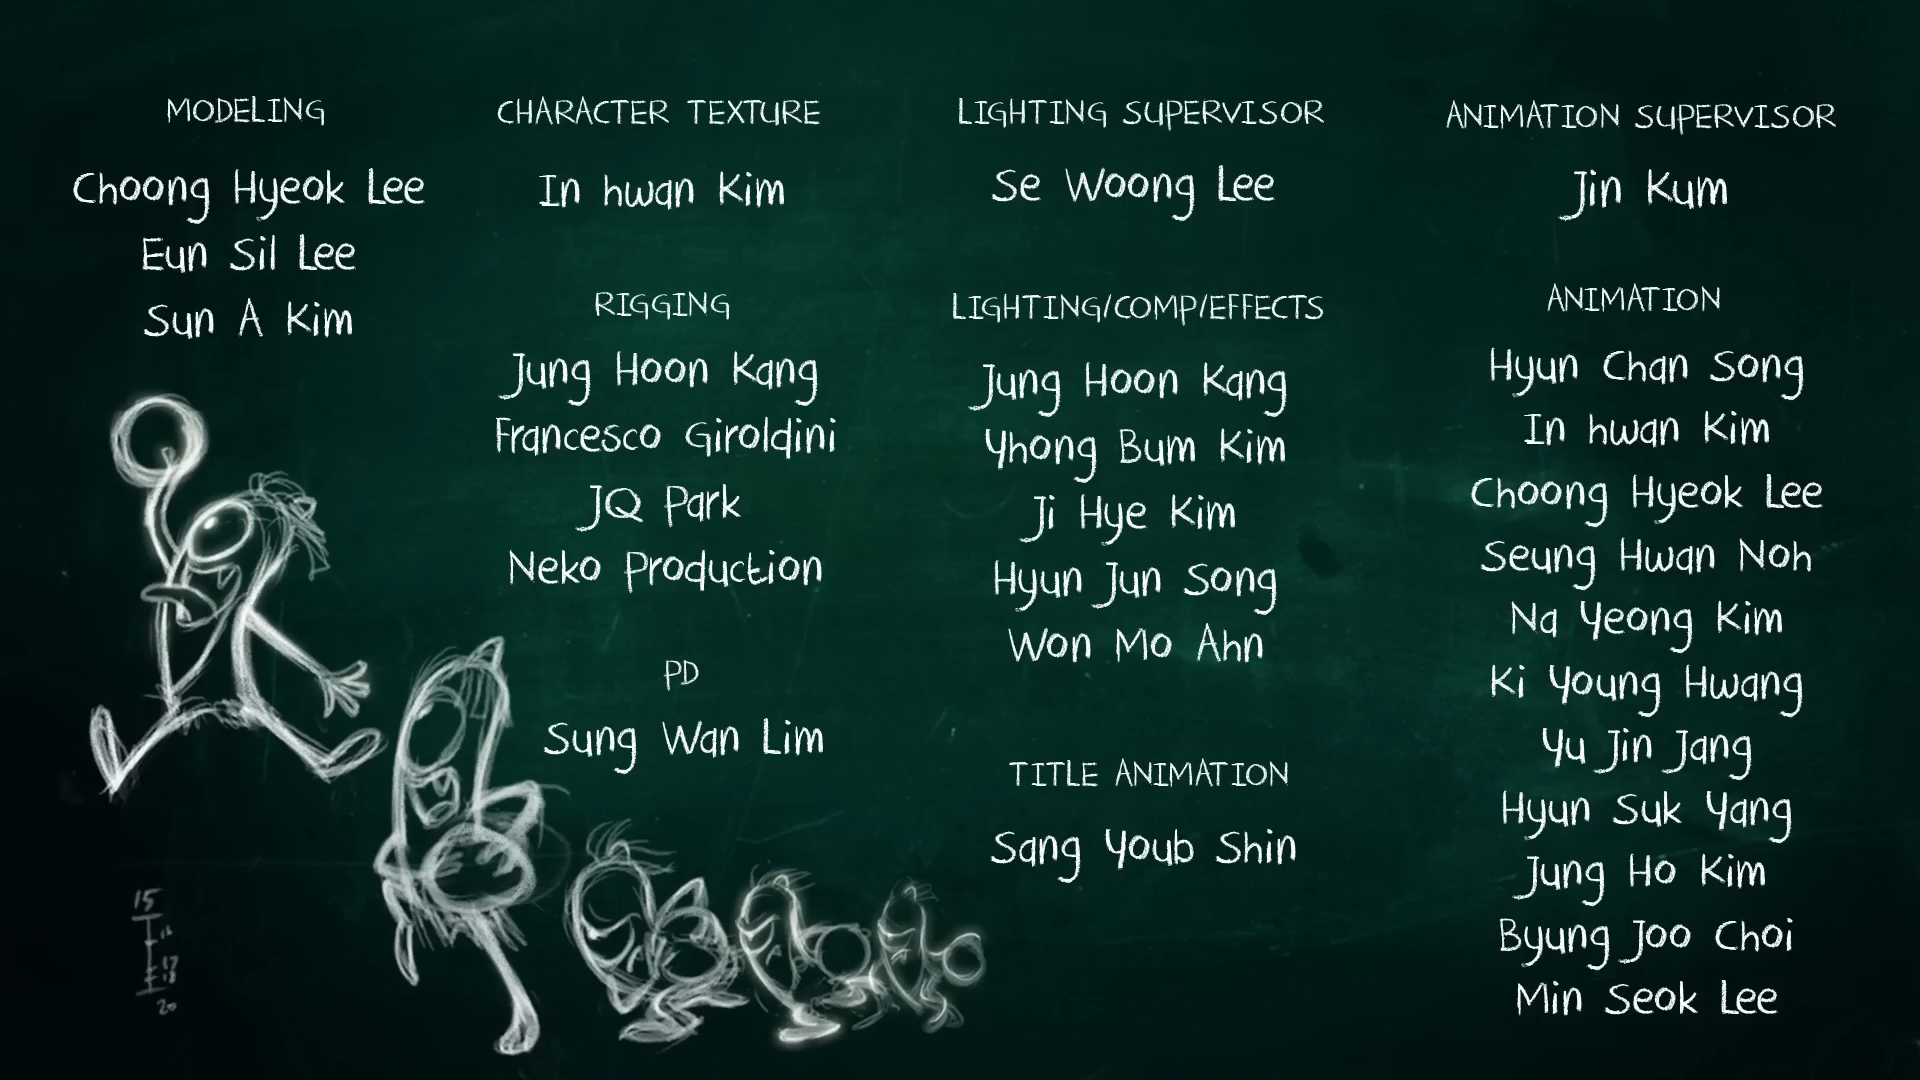 MODELING
Choong Hyeok Lee
Eun Sil Lee
Sun A Kim
CHARACTER TEXTURE
In hwan Kim
RIGGING
Jung Hoon Kang
Francesco Giroldini
JQ Park
Neko Production
PD
Sung Wan Lim
LIGHTING SUPERVISOR
Se Woong Lee
LIGHTING/COMP/EFFECTS
Jung Hoon Kang
Yhong Bum Kim
Ji Hye Kim
Hyun Jun Song
Won Mo Ahn
TITLE ANIMATION
Sang Youb Shin
ANIMATION SUPERVISOR
Jin Kum
ANIMATION
Hyun Chan Song
In hwan Kim
Choong Hyeok Lee
Seung Hwan Noh
Na Yeong Kim
Ki Young Hwang
Yu Jin Jang
Hyun Suk Yang
Jung Ho Kim
Byung Joo Choi
Min Seok Lee
15
17
18
20